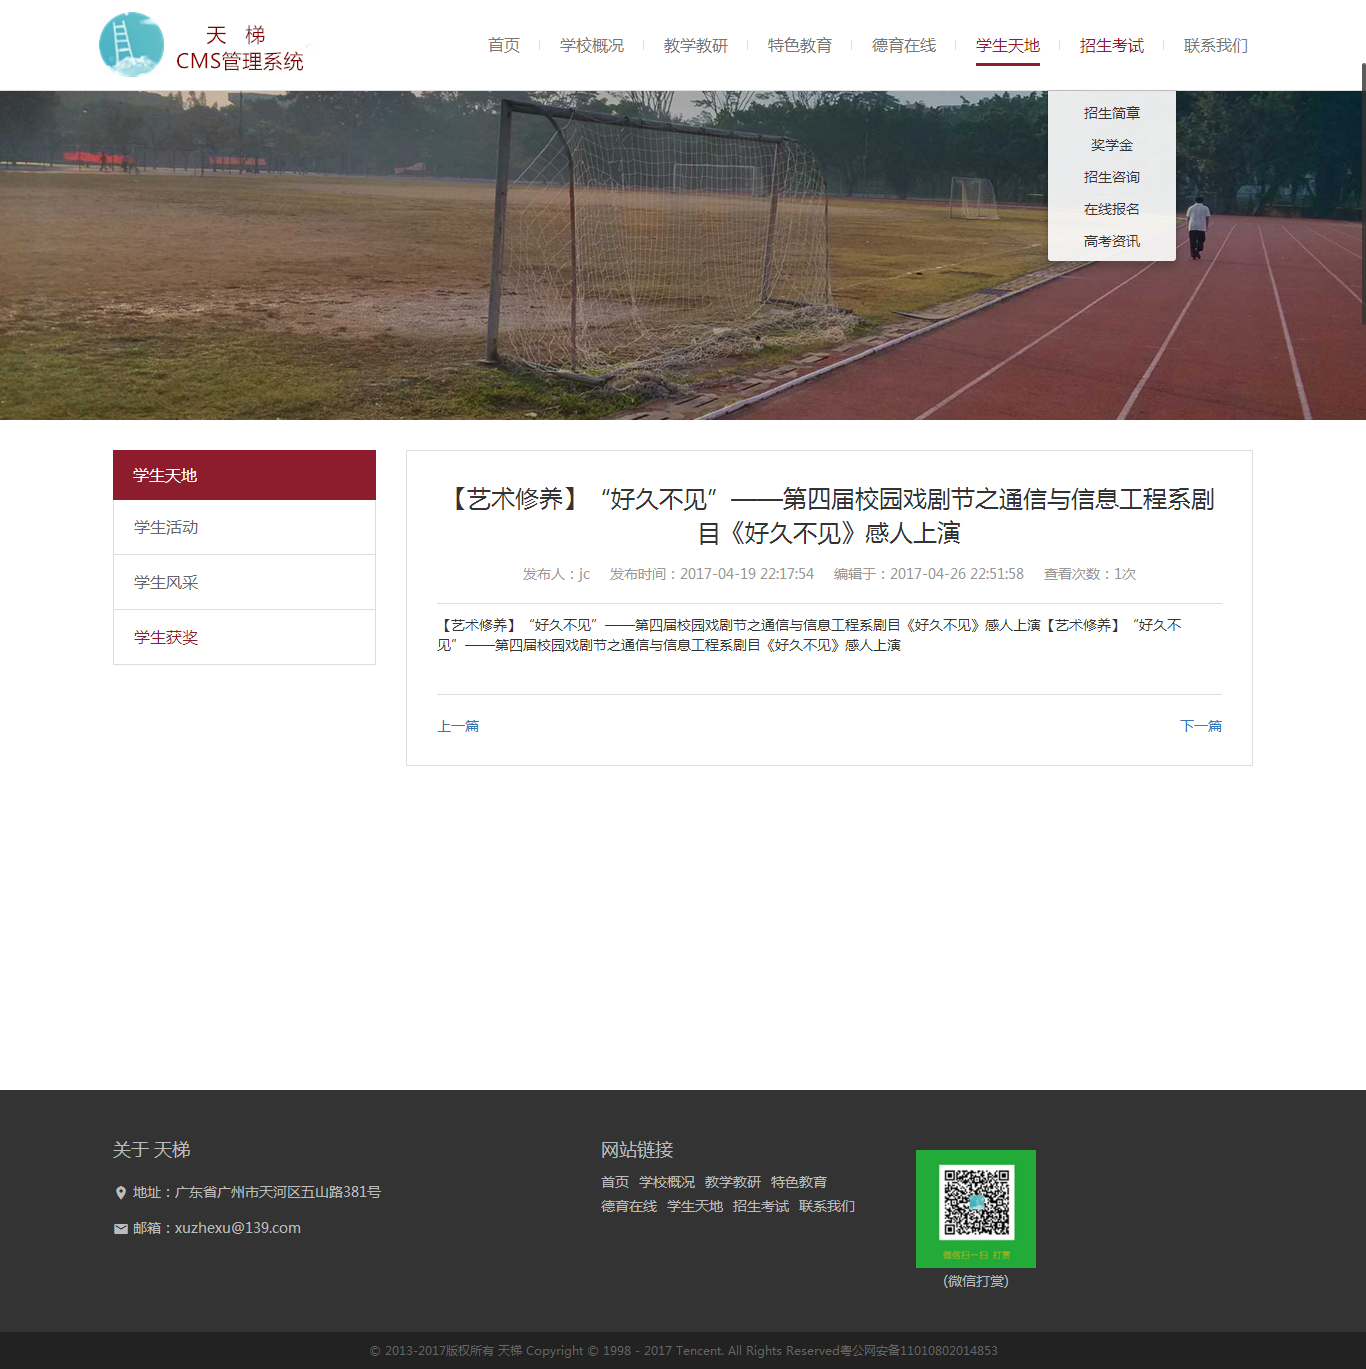 天 梯
CMS管理系统
首页 学校概况 教学教研 特色教育 德育在线 学生天地 招生考试 联系我们
招生简章
奖学金
招生咨询
在线报名
高考资讯
学生天地
学生活动
学生风采
学生获奖
【艺术修养】“好久不见”——第四届校园戏剧节之通信与信息工程系剧
目《好久不见》感人上演
发布人：jc 发布时间：2017-04-19 22:17:54 编辑于：2017-04-26 22:51:58 查看次数：1次
【艺术修养】“好久不见”——第四届校园戏剧节之通信与信息工程系剧目《好久不见》感人上演【艺术修养】“好久不
见”——第四届校园戏剧节之通信与信息工程系剧目《好久不见》感人上演
上一篇 下一篇
关于 天梯
地址：广东省广州市天河区五山路381号
邮箱：xuzhexu@139.com
网站链接
首页 学校概况 教学教研 特色教育
德育在线 学生天地 招生考试 联系我们
微信扫一扫 打赏
(微信打赏)
© 2013-2017版权所有 天梯 Copyright © 1998 - 2017 Tencent. All Rights Reserved粤公网安备11010802014853